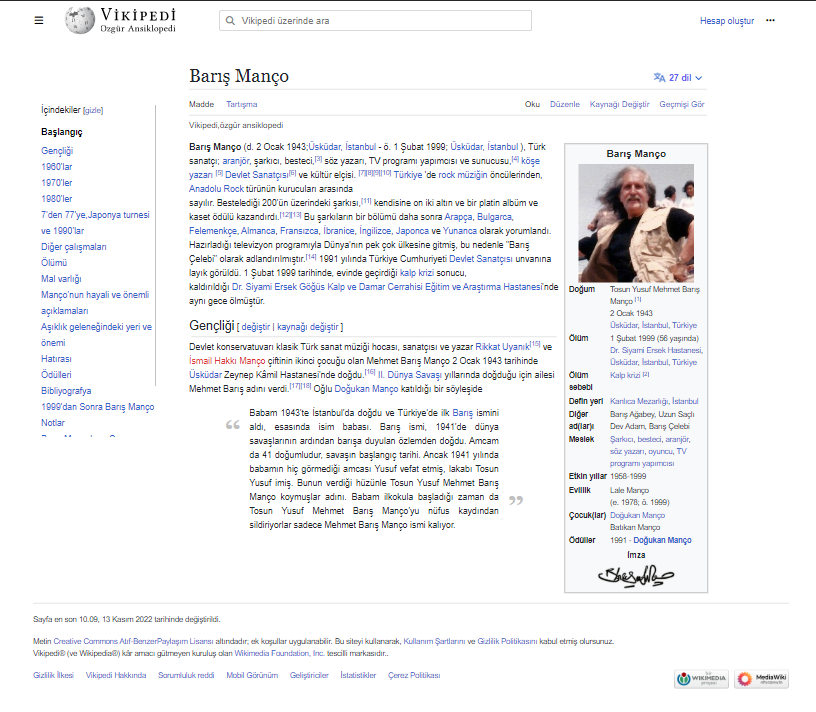 VİKİPEDİ
Özgür Ansiklopedi
Vikipedi üzerinde ara
Hesap oluştur
Barış Manço
27 dil
Madde Tartışma
Oku Düzenle Kaynağı Değiştir Geçmişi Gör
Vikipedi,özgür ansiklopedi
İçindekiler [gizle]
Başlangıç
Gençliği
1960'lar
1970'ler
1980'ler
7'den 77'ye,Japonya turnesi
ve 1990'lar
Diğer çalışmaları
Ölümü
Mal varlığı
Manço'nun hayali ve önemli
açıklamaları
Aşıklık geleneğindeki yeri ve
önemi
Hatırası
Ödülleri
Bibliyografya
1999'dan Sonra Barış Manço
Notlar
Barış Manço (d. 2 Ocak 1943;Üsküdar, İstanbul - ö. 1 Şubat 1999; Üsküdar, İstanbul ), Türk
sanatçı; aranjör, şarkıcı, besteci,[3] söz yazarı, TV programı yapımcısı ve sunucusu,[4] köşe
yazarı [5] Devlet Sanatçısı[6] ve kültür elçisi. [7][8][9][10] Türkiye 'de rock müziğin öncülerinden,
Anadolu Rock türünün kurucuları arasında
sayılır. Bestelediği 200'ün üzerindeki şarkısı,[11] kendisine on iki altın ve bir platin albüm ve
kaset ödülü kazandırdı.[12][13] Bu şarkıların bir bölümü daha sonra Arapça, Bulgarca,
Felemenkçe, Almanca, Fransızca, İbranice, İngilizce, Japonca ve Yunanca olarak yorumlandı.
Hazırladığı televizyon programıyla Dünya'nın pek çok ülkesine gitmiş, bu nedenle "Barış
Çelebi" olarak adlandırılmıştır.[14] 1991 yılında Türkiye Cumhuriyeti Devlet Sanatçısı unvanına
layık görüldü. 1 Şubat 1999 tarihinde, evinde geçirdiği kalp krizi sonucu,
kaldırıldığı Dr. Siyami Ersek Göğüs Kalp ve Damar Cerrahisi Eğitim ve Araştırma Hastanesi'nde
aynı gece ölmüştür.
Gençliği [ değiştir | kaynağı değiştir ]
Devlet konservatuvarı klasik Türk sanat müziği hocası, sanatçısı ve yazar Rikkat Uyanık[15] ve
İsmail Hakkı Manço çiftinin ikinci çocuğu olan Mehmet Barış Manço 2 Ocak 1943 tarihinde
Üsküdar Zeynep Kâmil Hastanesi'nde doğdu.[16] II. Dünya Savaşı yıllarında doğduğu için ailesi
Mehmet Barış adını verdi.[17][18] Oğlu Doğukan Manço katıldığı bir söyleşide
Babam 1943'te İstanbul'da doğdu ve Türkiye'de ilk Barış ismini
aldı, esasında isim babası. Barış ismi, 1941'de dünya
savaşlarının ardından barışa duyulan özlemden doğdu. Amcam
da 41 doğumludur, savaşın başlangıç tarihi. Ancak 1941 yılında
babamın hiç görmediği amcası Yusuf vefat etmiş, lakabı Tosun
Yusuf imiş. Bunun verdiği hüzünle Tosun Yusuf Mehmet Barış
Manço koymuşlar adını. Babam ilkokula başladığı zaman da
Tosun Yusuf Mehmet Barış Manço'yu nüfus kaydından
sildiriyorlar sadece Mehmet Barış Manço ismi kalıyor.
Barış Manço
Doğum Tosun Yusuf Mehmet Barış
Manço [1]
2 Ocak 1943
Üsküdar, İstanbul, Türkiye
Ölüm 1 Şubat 1999 (56 yaşında)
Dr. Siyami Ersek Hastanesi,
Üsküdar, İstanbul, Türkiye
Ölüm Kalp krizi [2]
sebebi
Defin yeri Kanlıca Mezarlığı, İstanbul
Diğer Barış Ağabey, Uzun Saçlı
ad(lar)ı Dev Adam, Barış Çelebi
Meslek Şarkıcı, besteci, aranjör,
söz yazarı, oyuncu, TV
programı yapımcısı
Etkin yıllar 1958-1999
Evlilik Lale Manço
(e. 1978; ö. 1999)
Çocuk(lar) Doğukan Manço
Batıkan Manço
Ödüller 1991 - Doğukan Manço
İmza
Sayfa en son 10.09, 13 Kasım 2022 tarihinde değiştirildi.
Metin Creative Commons Atıf-BenzerPaylaşım Lisansı altındadır; ek koşullar uygulanabilir. Bu siteyi kullanarak, Kullanım Şartlarını ve Gizlilik Politikasını kabul etmiş olursunuz.
Vikipedi® (ve Wikipedia®) kâr amacı gütmeyen kuruluş olan Wikimedia Foundation, Inc. tescilli markasıdır..
Gizlilik İlkesi Vikipedi Hakkında Sorumluluk reddi Mobil Görünüm Geliştiriciler İstatistikler Çerez Politikası
WIKIMEDIA
MediaWiki